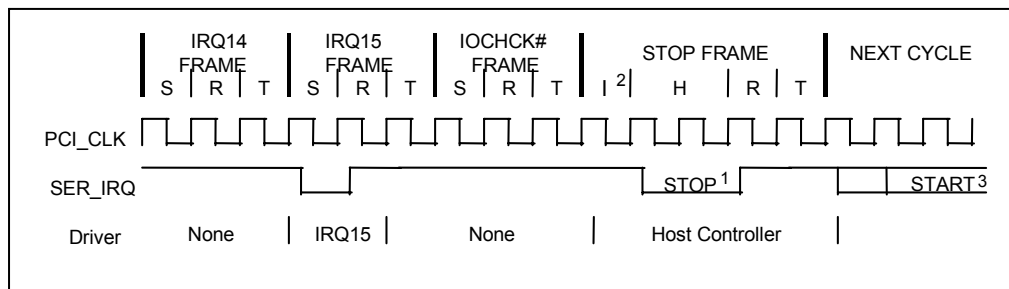 IRQ14 FRAME
IRQ15 FRAME
IOCHCK# FRAME
STOP FRAME
NEXT CYCLE
S R T S R T S R T I 2 H R T
PCI_CLK
SER_IRQ STOP 1 START 3
Driver None IRQ15 None Host Controller